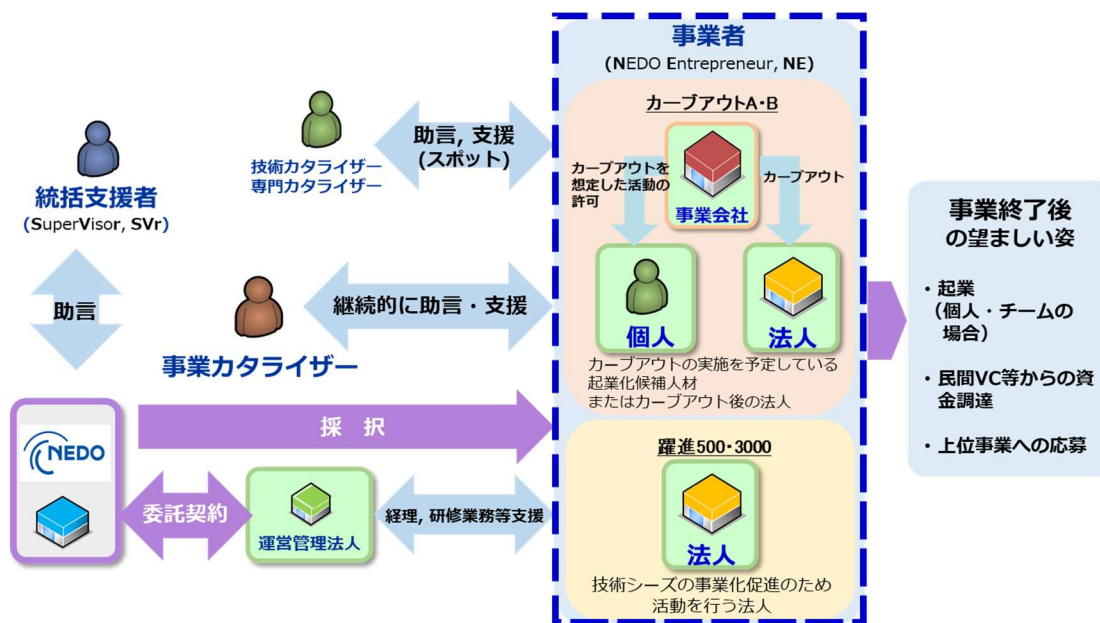 統括支援者
(SuperVisor, SVr)
助言
技術カタライザー
専門カタライザー
助言, 支援
(スポット)
事業カタライザー
継続的に助言・支援
NEDO
採 択
委託契約
運営管理法人
経理, 研修業務等支援
事業者
(NEDO Entrepreneur, NE)
カーブアウトA・B
カーブアウトを
想定した活動の
許可
事業会社
カーブアウト
個人
法人
カーブアウトの実施を予定している
起業化候補人材
またはカーブアウト後の法人
躍進500・3000
法人
技術シーズの事業化促進のため
活動を行う法人
事業終了後
の望ましい姿
・起業
(個人・チームの
場合)
・民間VC等からの資
金調達
・上位事業への応募